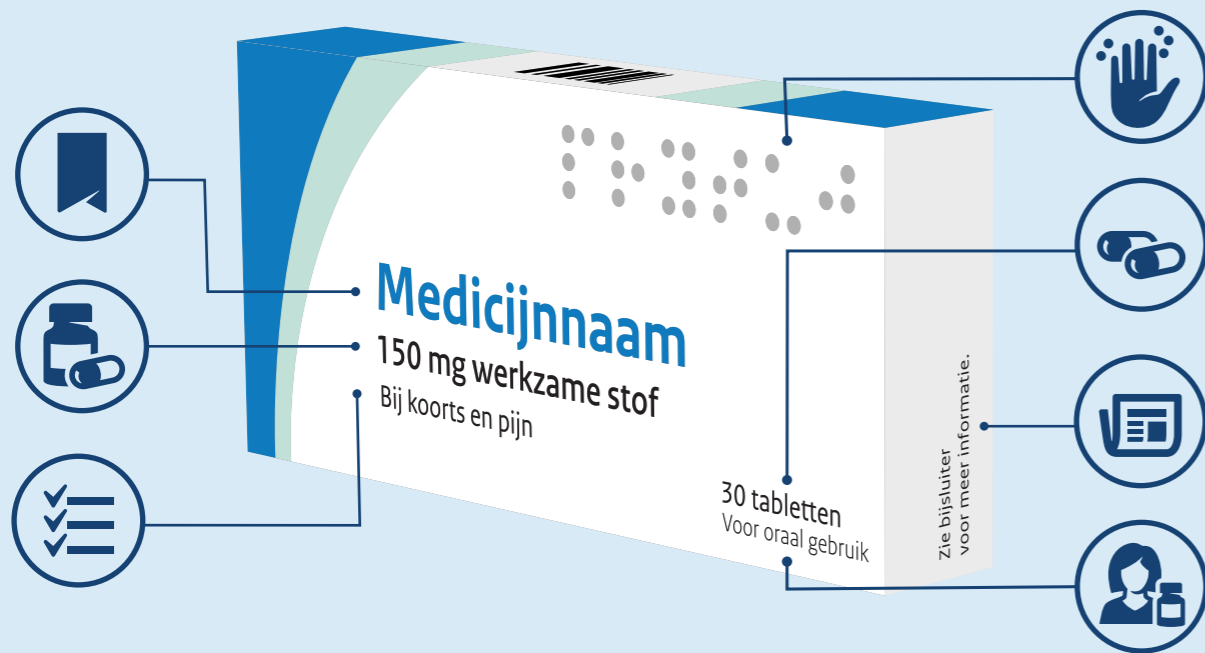 Medicijnnaam
150 mg werkzame stof
Bij koorts en pijn
30 tabletten
Voor oraal gebruik
Zie bijsluiter
voor meer informatie.